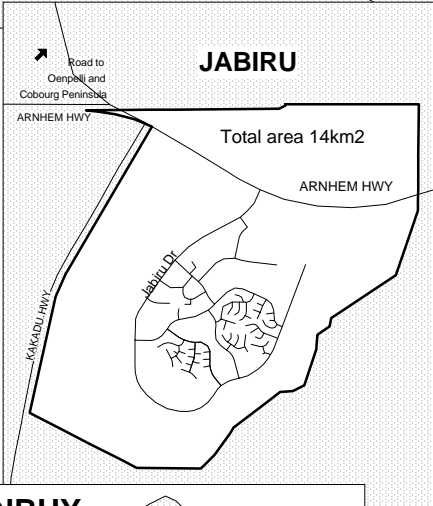 JABIRU
Road to
Oenpelli and
Cobourg Peninsula
ARNHEM HWY
Total area 14km2
ARNHEM HWY
Jabiru Dr
KAKADU HWY